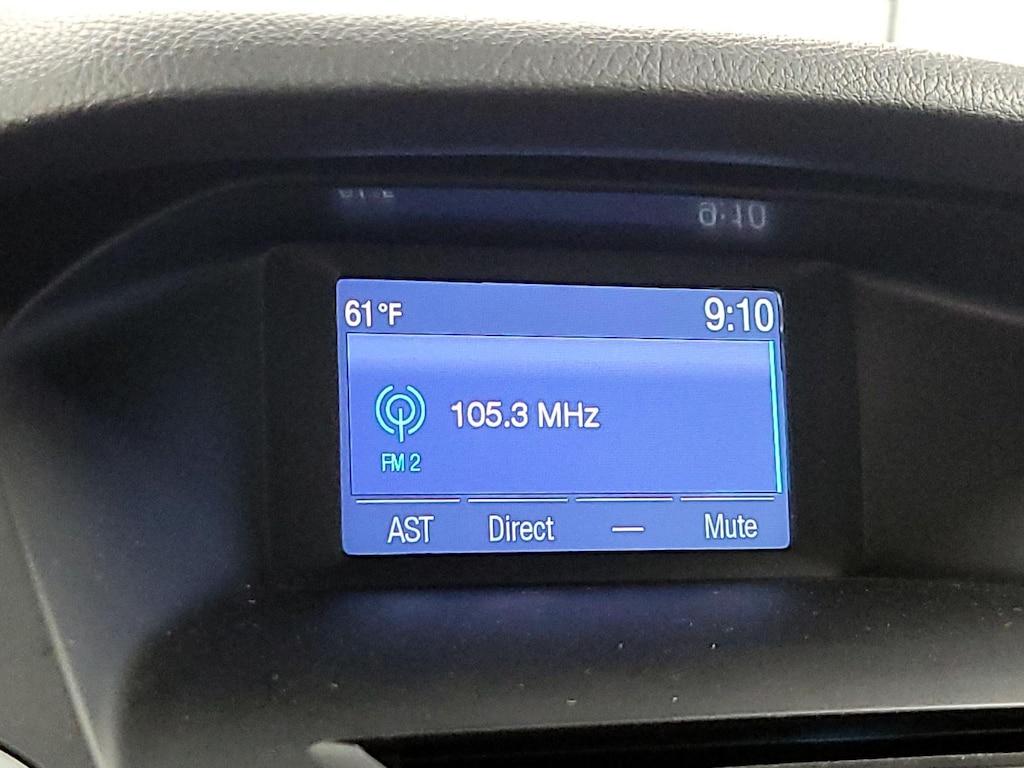 61°F 9:10
105.3 MHz
FM 2
AST Direct — Mute